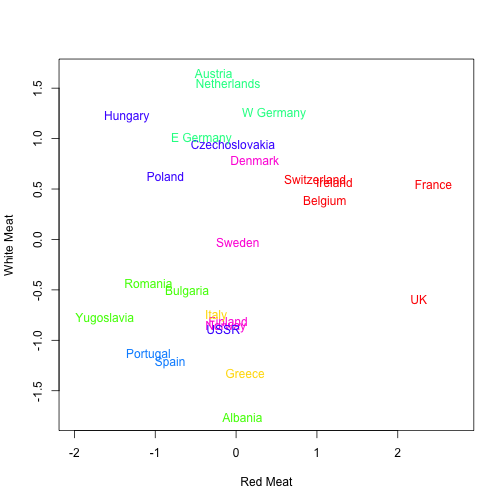 Austria
Netherlands
W Germany
Hungary
E Germany
Czechoslovakia
Denmark
Poland
Switzerland
Ireland
France
Belgium
Sweden
Romania
Bulgaria
UK
Italy
Yugoslavia
Finland
Norway
USSR
Portugal
Spain
Greece
Albania
White Meat
1.5
1.0
0.5
0.0
-0.5
-1.0
-1.5
-2 -1 0 1 2
Red Meat